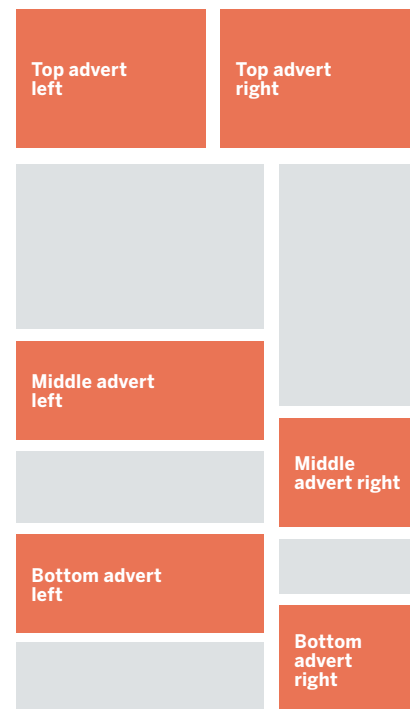 Top advert
left
Top advert
right
Middle advert
left
Middle
advert right
Bottom advert
left
Bottom
advert
right